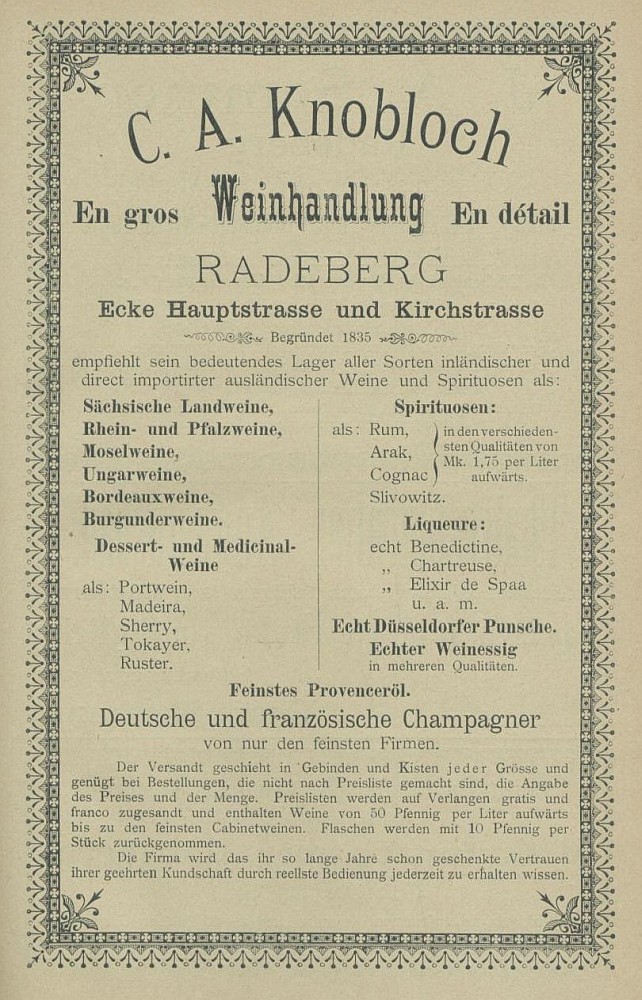 C. A. Knobloch
En gros Weinhandlung En détail
RADEBERG
Ecke Hauptstrasse und Kirchstrasse
Begründet 1835
empfiehlt sein bedeutendes Lager aller Sorten inländischer und
direct importirter ausländischer Weine und Spirituosen als:
Sächsische Landweine,
Rhein- und Pfalzweine,
Moselweine,
Ungarweine,
Bordeauxweine,
Burgunderweine.
Dessert- und Medicinal-
Weine
als: Portwein,
Madeira,
Sherry,
Tokayer,
Ruster.
Spirituosen:
als: Rum,
Arak,
Cognac
in den verschieden-
sten Qualitäten von
Mk. 1,75 per Liter
aufwärts.
Slivowitz.
Liqueure:
echt Benedictine,
„ Chartreuse,
„ Elixir de Spaa
u. a. m.
Echt Düsseldorfer Punsche.
Echter Weinessig
in mehreren Qualitäten.
Feinstes Provenceröl.
Deutsche und französische Champagner
von nur den feinsten Firmen.
Der Versandt geschieht in Gebinden und Kisten jeder Grösse und
genügt bei Bestellungen, die nicht nach Preisliste gemacht sind, die Angabe
des Preises und der Menge. Preislisten werden auf Verlangen gratis und
franco zugesandt und enthalten Weine von 50 Pfennig per Liter aufwärts
bis zu den feinsten Cabinetweinen. Flaschen werden mit 10 Pfennig per
Stück zurückgenommen.
Die Firma wird das ihr so lange Jahre schon geschenkte Vertrauen
ihrer geehrten Kundschaft durch reellste Bedienung jederzeit zu erhalten wissen.